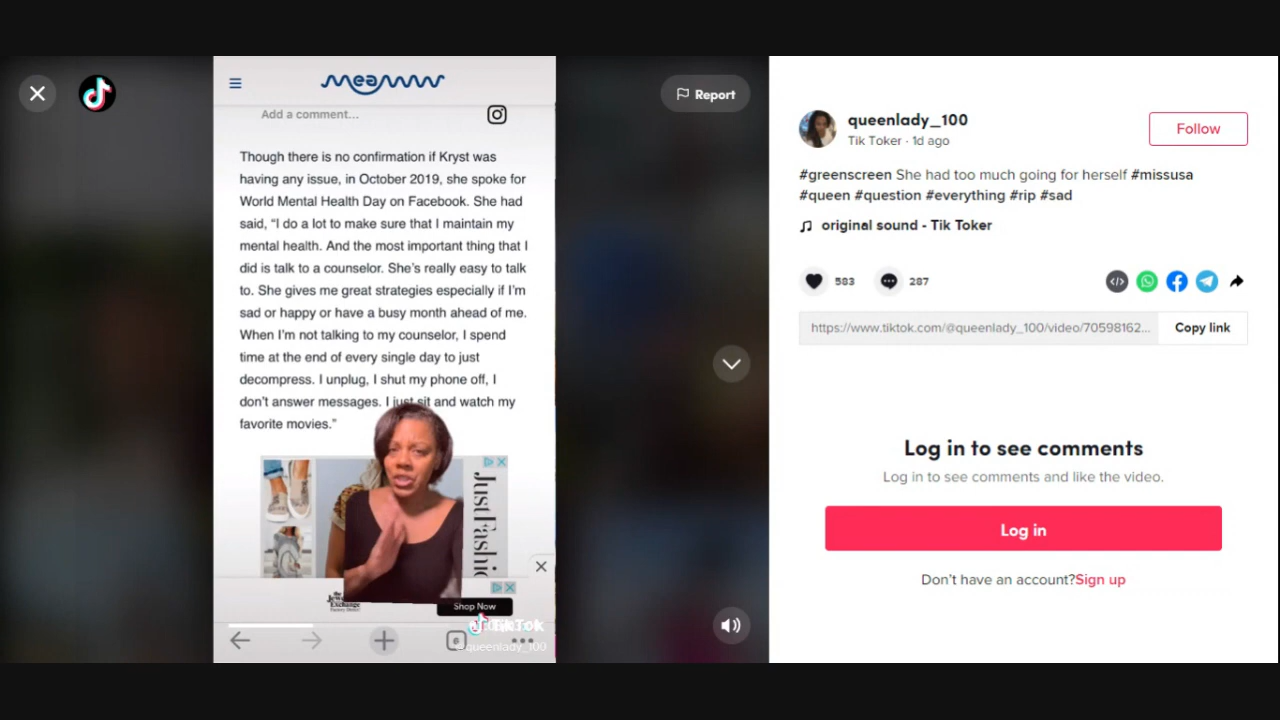 MEAWW
Add a comment...
Though there is no confirmation if Kryst was
having any issue, in October 2019, she spoke for
World Mental Health Day on Facebook. She had
said, “I do a lot to make sure that I maintain my
mental health. And the most important thing that I
did is talk to a counselor. She’s really easy to talk
to. She gives me great strategies especially if I’m
sad or happy or have a busy month ahead of me.
When I’m not talking to my counselor, I spend
time at the end of every single day to just
decompress. I unplug, I shut my phone off, I
don’t answer messages. I just sit and watch my
favorite movies.”
JustFashio
Shop Now
TikTok
queenlady_100
Report
queenlady_100
Tik Toker · 1d ago
Follow
#greenscreen She had too much going for herself #missusa
#queen #question #everything #rip #sad
original sound - Tik Toker
583
287
https://www.tiktok.com/@queenlady_100/video/70598162...
Copy link
Log in to see comments
Log in to see comments and like the video.
Log in
Don’t have an account?Sign up